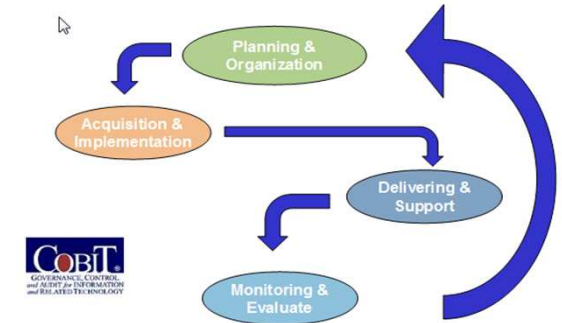 Planning &
Organization
Acquisition &
Implementation
Delivering &
Support
Monitoring &
Evaluate
COBIT®
GOVERNANCE, CONTROL
and AUDIT for INFORMATION
and RELATED TECHNOLOGY